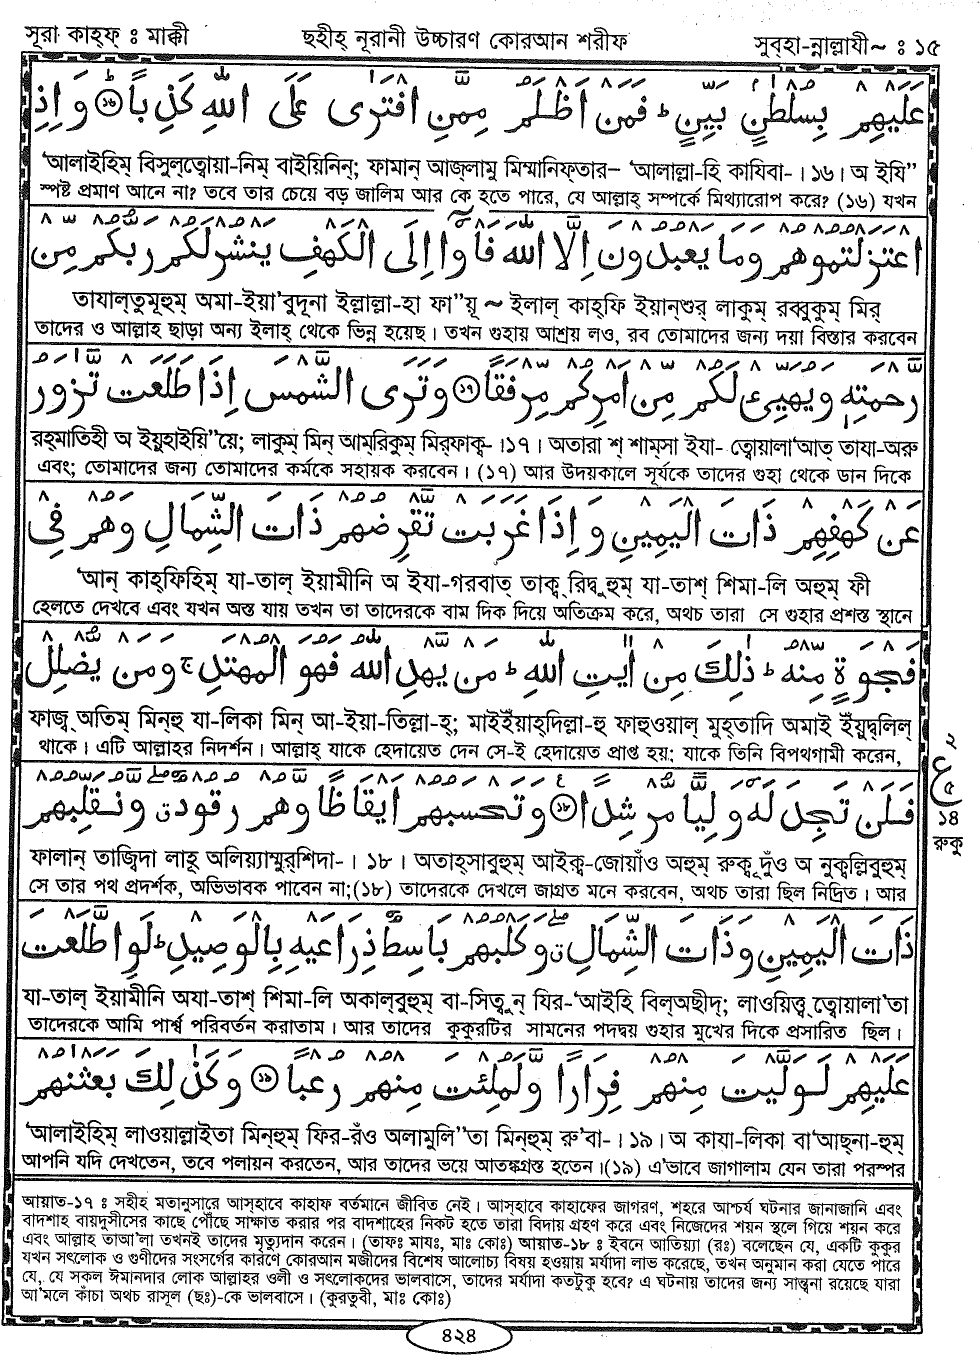 সূরা কাহ্ফ্ ঃ মাক্কী ছহীহ্ নূরানী উচ্চারণ কোরআন শরীফ সুব্হা-ন্নাল্লাযী~ ঃ ১৫
عَلَيْهِمْ بِسُلْطٰنٍۢ بَيِّنٍ ؕ فَمَنْ اَظْلَمُ مِمَّنِ افْتَرٰى عَلَى اللّٰهِ كَذِبًا ؕ ﴿۱۶﴾ وَاِذِ
‘আলাইহিম্ বিসুল্ত্বোয়া-নিম্ বাইয়িনিন্; ফামান্ আজ্লামু মিম্মানিফ্তার– ‘আলাল্লা-হি কাযিবা-। ১৬। অ ইযি”
স্পষ্ট প্রমাণ আনে না? তবে তার চেয়ে বড় জালিম আর কে হতে পারে, যে আল্লাহ্ সম্পর্কে মিথ্যারোপ করে? (১৬) যখন
اعْتَزَلْتُمُوْهُمْ وَمَا يَعْبُدُوْنَ اِلَّا اللّٰهَ فَاْوٗۤا اِلَى الْكَهْفِ يَنْشُرْ لَكُمْ رَبُّكُمْ مِّنْ
তাযাল্তুমূহুম্ অমা-ইয়া’বুদূনা ইল্লাল্লা-হা ফা”য়ূ ~ ইলাল্ কাহ্ফি ইয়ান্শুর্ লাকুম্ রব্বুকুম্ মির্
তাদের ও আল্লাহ ছাড়া অন্য ইলাহ্ থেকে ভিন্ন হয়েছ। তখন গুহায় আশ্রয় লও, রব তোমাদের জন্য দয়া বিস্তার করবেন
رَّحْمَتِهٖ وَيُهَيِّئْ لَكُمْ مِّنْ اَمْرِكُمْ مِّرْفَقًا ﴿۱۷﴾ وَتَرَى الشَّمْسَ اِذَا طَلَعَتْ تَّزٰوَرُ
রহ্মাতিহী অ ইয়ুহাইয়ি”য়ে; লাকুম্ মিন্ আম্রিকুম্ মির্ফাক্ব-।১৭। অতারা শ্ শাম্সা ইযা- ত্বোয়ালা‘আত্ তাযা-অরু
এবং; তোমাদের জন্য তোমাদের কর্মকে সহায়ক করবেন। (১৭) আর উদয়কালে সূর্যকে তাদের গুহা থেকে ডান দিকে
عَنْ كَهْفِهِمْ ذَاتَ الْيَمِيْنِ وَاِذَا غَرَبَتْ تَّقْرِضُهُمْ ذَاتَ الشِّمَالِ وَهُمْ فِىْ
‘আন্ কাহ্ফিহিম্ যা-তাল্ ইয়ামীনি অ ইযা-গরবাত্ তাক্ব্রিদ্বুহুম্ যা-তাশ্ শিমা-লি অহুম্ ফী
হেলতে দেখবে এবং যখন অস্ত যায় তখন তা তাদেরকে বাম দিক দিয়ে অতিক্রম করে, অথচ তারা সে গুহার প্রশস্ত স্থানে
فَجْوَةٍ مِّنْهُ ؕ ذٰلِكَ مِنْ اٰيٰتِ اللّٰهِ ؕ مَنْ يَّهْدِ اللّٰهُ فَهُوَ الْمُهْتَدِ ۚ وَمَنْ يُّضْلِلْ
ফাজ্ব্অতিম্ মিন্হু যা-লিকা মিন্ আ-ইয়া-তিল্লা-হ্; মাইইয়াহ্দিল্লা-হু ফাহুওয়াল্ মুহ্তাদি অমাই ইয়ুদ্বলিল্
থাকে। এটি আল্লাহর নিদর্শন। আল্লাহ্ যাকে হেদায়েত দেন সে-ই হেদায়েত প্রাপ্ত হয়; যাকে তিনি বিপথগামী করেন,
فَلَنْ تَجِدَ لَهٗ وَلِيًّا مُّرْشِدًا ﴿۱۸﴾ وَتَحْسَبُهُمْ اَيْقَاظًا وَّهُمْ رُقُوْدٌ ۖ وَّنُقَلِّبُهُمْ
ফালান্ তাজ্বিদা লাহূ অলিয়্যাম্মুর্শিদা-। ১৮। অতাহ্সাবুহুম্ আইক্ব-জোয়াঁও অহুম্ রুক্বূদুঁও অ নুক্বল্লিবুহুম্
সে তার পথ প্রদর্শক, অভিভাবক পাবেন না;(১৮) তাদেরকে দেখলে জাগ্রত মনে করবেন, অথচ তারা ছিল নিদ্রিত। আর
২
ع
৫
১৪
রুকু
ذَاتَ الْيَمِيْنِ وَذَاتَ الشِّمَالِ ۖ وَكَلْبُهُمْ بَاسِطٌ ذِرَاعَيْهِ بِالْوَصِيْدِ ؕ لَوِ اطَّلَعْتَ
যা-তাল্ ইয়ামীনি অযা-তাশ্ শিমা-লি অকাল্বুহুম্ বা-সিত্বুন্ যির-‘আইহি বিল্অছীদ্; লাওয়িত্ত্বোয়ালা‘তা
তাদেরকে আমি পার্শ্ব পরিবর্তন করাতাম। আর তাদের কুকুরটির সামনের পদদ্বয় গুহার মুখের দিকে প্রসারিত ছিল।
عَلَيْهِمْ لَوَلَّيْتَ مِنْهُمْ فِرَارًا وَّلَمُلِئْتَ مِنْهُمْ رُعْبًا ﴿۱۹﴾ وَكَذٰلِكَ بَعَثْنٰهُمْ
‘আলাইহিম্ লাওয়াল্লাইতা মিন্হুম্ ফির-রঁও অলামুলি”তা মিন্হুম্ রু’বা-। ১৯। অ কাযা-লিকা বা‘আছ্না-হুম্
আপনি যদি দেখতেন, তবে পলায়ন করতেন, আর তাদের ভয়ে আতঙ্কগ্রস্ত হতেন।(১৯) এ’ভাবে জাগালাম যেন তারা পরস্পর
আয়াত-১৭ ঃ সহীহ মতানুসারে আস্হাবে কাহাফ বর্তমানে জীবিত নেই। আস্হাবে কাহাফের জাগরণ, শহরে আশ্চর্য ঘটনার জানাজানি এবং
বাদশাহ বায়দুসীসের কাছে পৌঁছে সাক্ষাত করার পর বাদশাহের নিকট হতে তারা বিদায় গ্রহণ করে এবং নিজেদের শয়ন স্থলে গিয়ে শয়ন করে
এবং আল্লাহ তাআ’লা তখনই তাদের মৃত্যুদান করেন। (তাফঃ মাযঃ, মাঃ কোঃ) আয়াত-১৮ ঃ ইবনে আতিয়্যা (রঃ) বলেছেন যে, একটি কুকুর
যখন সৎলোক ও গুণীদের সংসর্গের কারণে কোরআন মজীদের বিশেষ আলোচ্য বিষয় হওয়ায় মর্যাদা লাভ করেছে, তখন অনুমান করা যেতে পারে
যে, যে সকল ঈমানদার লোক আল্লাহর ওলী ও সৎলোকদের ভালবাসে, তাদের মর্যাদা কতটুকু হবে? এ ঘটনায় তাদের জন্য সান্ত্বনা রয়েছে যারা
আ’মলে কাঁচা অথচ রাসূল (ছঃ)-কে ভালবাসে। (কুরতুবী, মাঃ কোঃ)
৪২৪